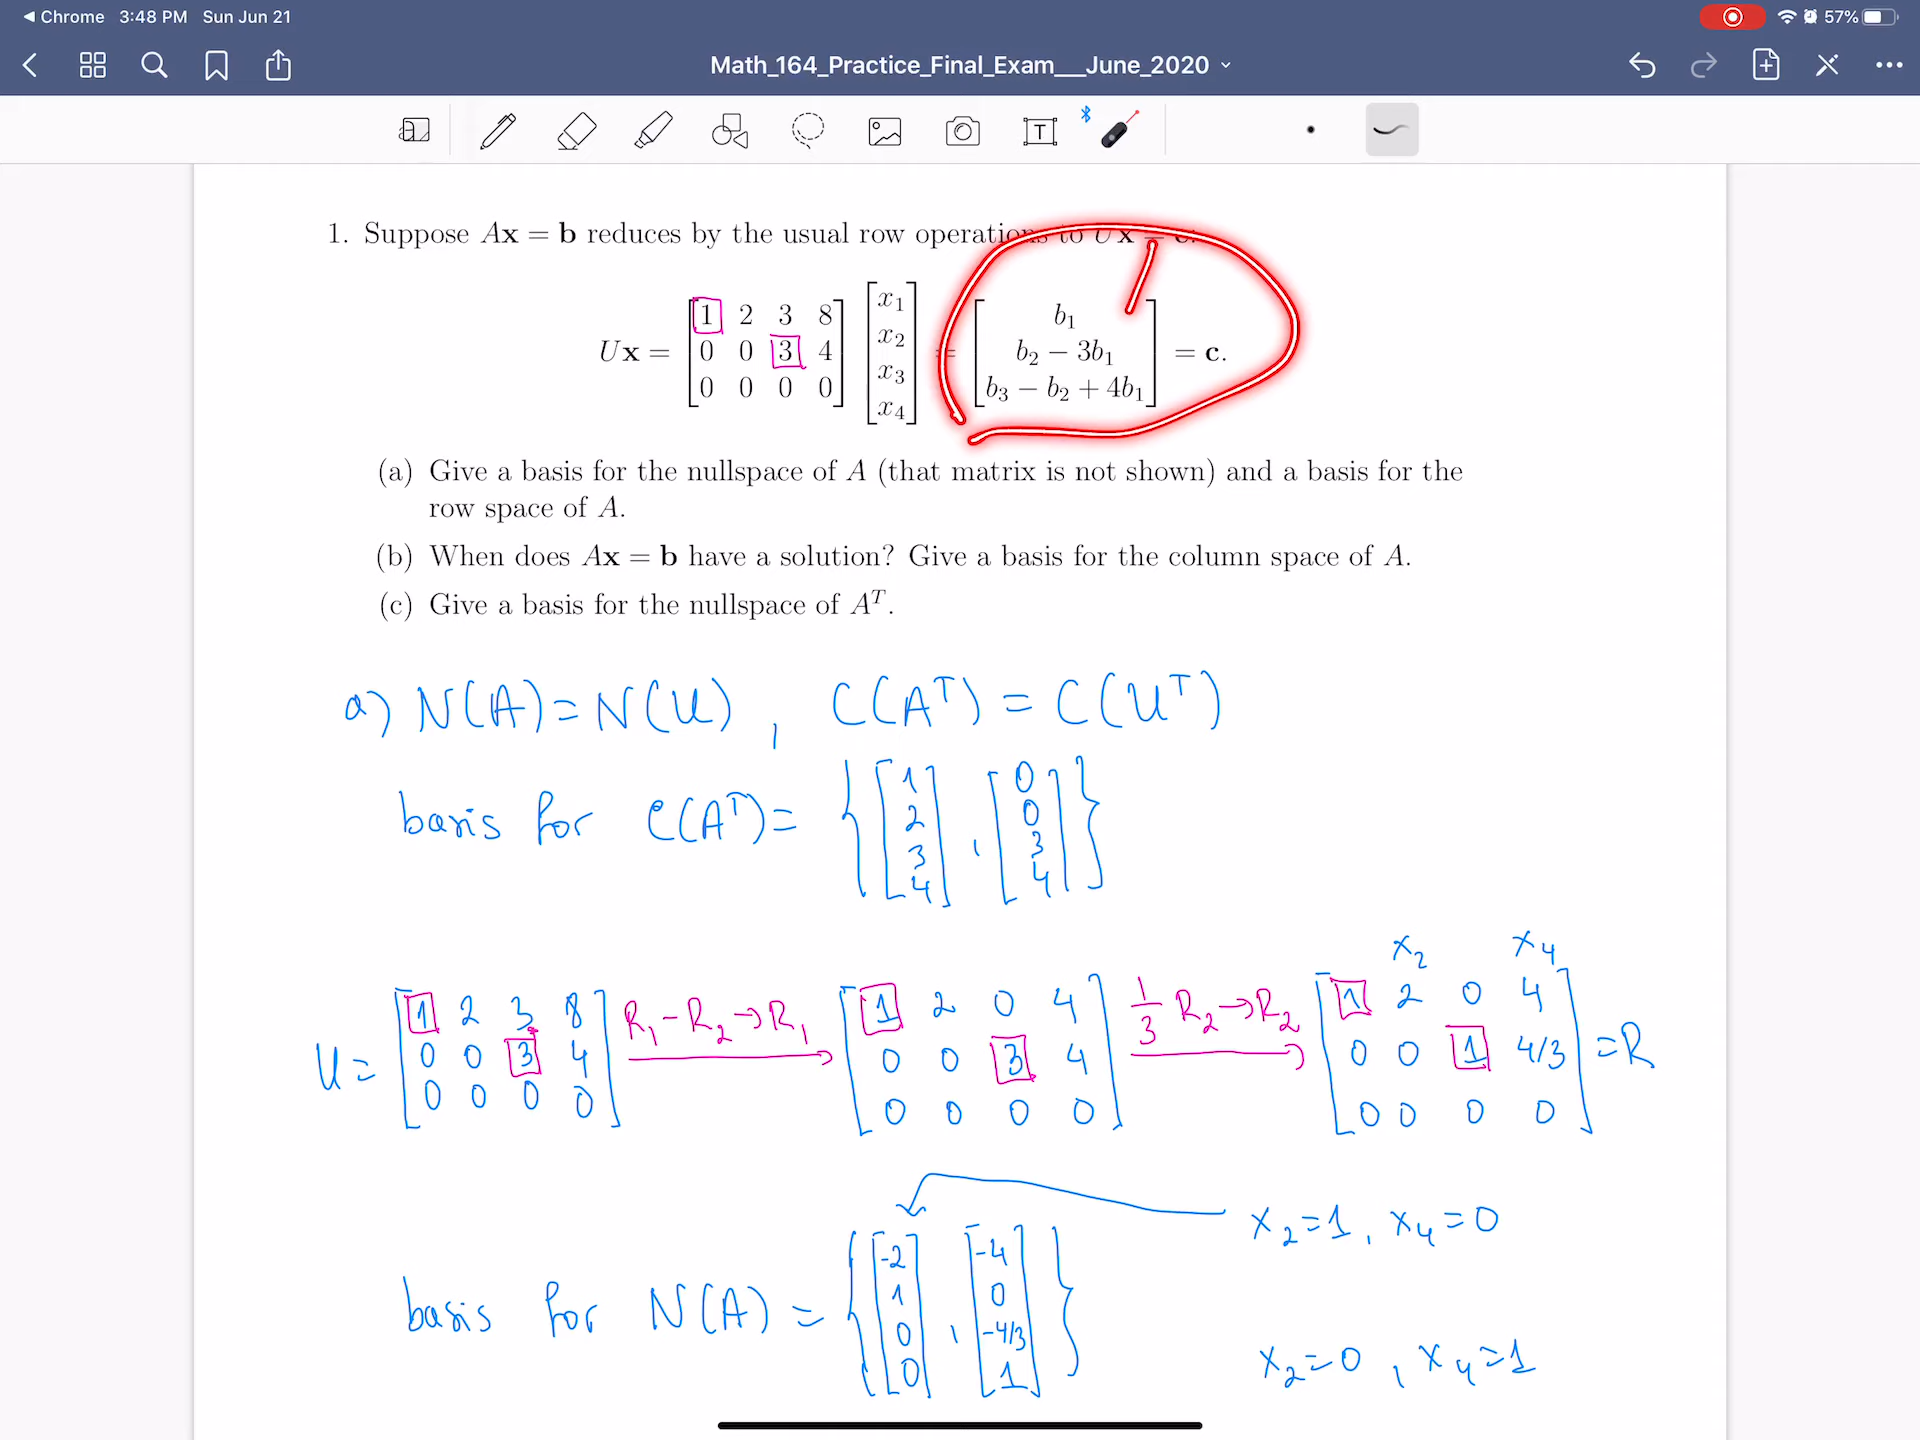 Chrome 3:48 PM Sun Jun 21 57%
Math_164_Practice_Final_Exam___June_2020
1. Suppose Ax = b reduces by the usual row operations to Ux = c:
Ux = [1 2 3 8; 0 0 3 4; 0 0 0 0] [x₁; x₂; x₃; x₄] = [b₁; b₂ − 3b₁; b₃ − b₂ + 4b₁] = c.
(a) Give a basis for the nullspace of A (that matrix is not shown) and a basis for the
row space of A.
(b) When does Ax = b have a solution? Give a basis for the column space of A.
(c) Give a basis for the nullspace of Aᵀ.
a) N(A) = N(U), C(Aᵀ) = C(Uᵀ)
basis for C(Aᵀ) = {[1; 2; 3; 4], [0; 0; 3; 4]}
x₂ x₄
U = [1 2 3 8; 0 0 3 4; 0 0 0 0] R₁−R₂→R₁ [1 2 0 4; 0 0 3 4; 0 0 0 0] 1/3 R₂→R₂ [1 2 0 4; 0 0 1 4/3; 0 0 0 0] = R
x₂=1, x₄=0
basis for N(A) = {[-2; 1; 0; 0], [-4; 0; -4/3; 1]}
x₂=0, x₄=1